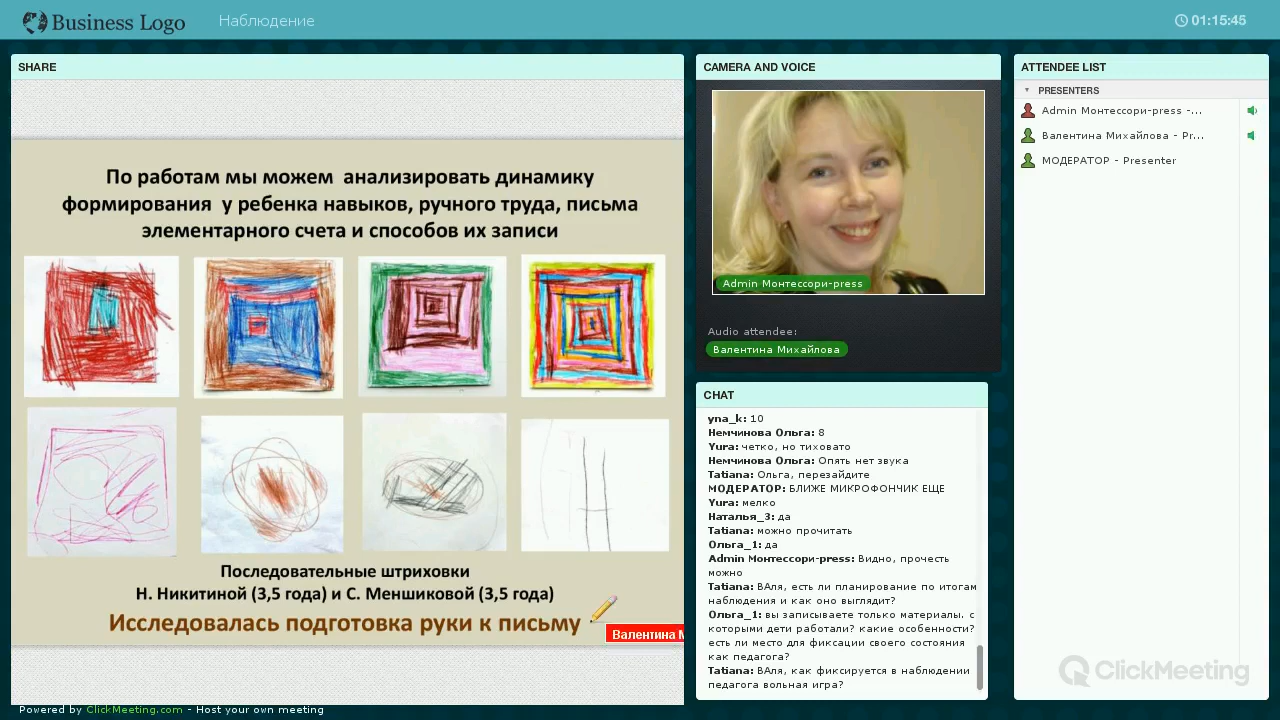 Business Logo
Наблюдение
01:15:45
SHARE
По работам мы можем анализировать динамику
формирования у ребенка навыков, ручного труда, письма
элементарного счета и способов их записи
Последовательные штриховки
Н. Никитиной (3,5 года) и С. Меншиковой (3,5 года)
Исследовалась подготовка руки к письму
Валентина М
CAMERA AND VOICE
Admin Монтессори-press
Audio attendee:
Валентина Михайлова
CHAT
yna_k: 10
Немчинова Ольга: 8
Yura: четко, но тиховато
Немчинова Ольга: Опять нет звука
Tatiana: Ольга, перезайдите
МОДЕРАТОР: БЛИЖЕ МИКРОФОНЧИК ЕЩЕ
Yura: мелко
Наталья_3: да
Tatiana: можно прочитать
Ольга_1: да
Admin Монтессори-press: Видно, прочесть
можно
Tatiana: ВАля, есть ли планирование по итогам
наблюдения и как оно выглядит?
Ольга_1: вы записываете только материалы. с
которыми дети работали? какие особенности?
есть ли место для фиксации своего состояния
как педагога?
Tatiana: ВАля, как фиксируется в наблюдении
педагога вольная игра?
ATTENDEE LIST
PRESENTERS
Admin Монтессори-press -...
Валентина Михайлова - Pr...
МОДЕРАТОР - Presenter
ClickMeeting
Powered by ClickMeeting.com - Host your own meeting